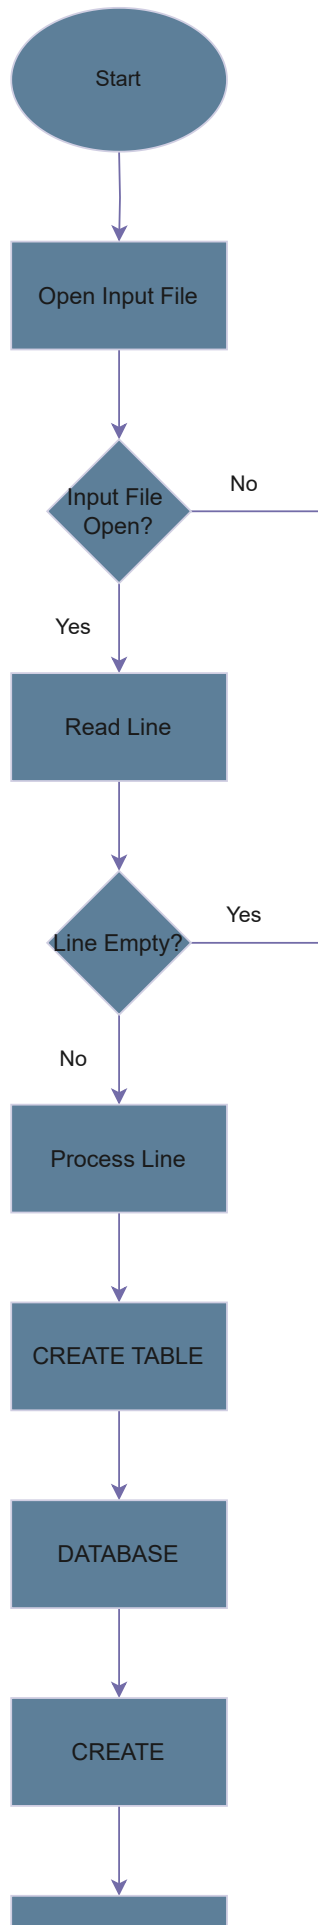 Start
Open Input File
Input File
Open?
No
Yes
Read Line
Line Empty?
Yes
No
Process Line
CREATE TABLE
DATABASE
CREATE